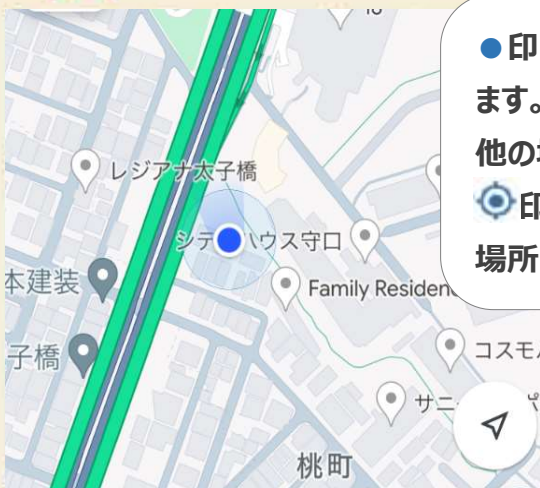 ●印
ます。
他の
印
場所
レジアナ太子橋
シティハウス守口
本建装
Family Residen
子橋
コスモ
サニ
桃町